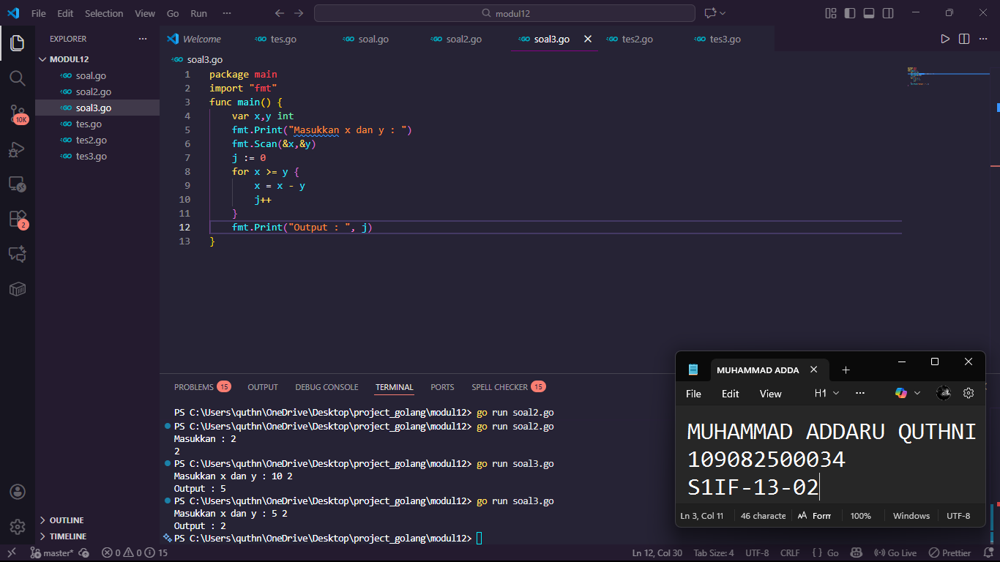 File Edit Selection View Go Run ··· modul12
EXPLORER ···
MODUL12
soal.go
soal2.go
soal3.go
tes.go
tes2.go
tes3.go
OUTLINE
TIMELINE
10K
2
Welcome tes.go soal.go soal2.go soal3.go tes2.go tes3.go
soal3.go
1 package main
2 import "fmt"
3 func main() {
4 var x,y int
5 fmt.Print("Masukkan x dan y : ")
6 fmt.Scan(&x,&y)
7 j := 0
8 for x >= y {
9 x = x - y
10 j++
11 }
12 fmt.Print("Output : ", j)
13 }
PROBLEMS 15 OUTPUT DEBUG CONSOLE TERMINAL PORTS SPELL CHECKER 15
PS C:\Users\quthn\OneDrive\Desktop\project_golang\modul12> go run soal2.go
PS C:\Users\quthn\OneDrive\Desktop\project_golang\modul12> go run soal2.go
Masukkan : 2
2
PS C:\Users\quthn\OneDrive\Desktop\project_golang\modul12> go run soal3.go
Masukkan x dan y : 10 2
Output : 5
PS C:\Users\quthn\OneDrive\Desktop\project_golang\modul12> go run soal3.go
Masukkan x dan y : 5 2
Output : 2
PS C:\Users\quthn\OneDrive\Desktop\project_golang\modul12>
MUHAMMAD ADDA
File Edit View H1 ···
MUHAMMAD ADDARU QUTHNI
109082500034
S1IF-13-02
Ln 3, Col 11 46 characte Form 100% Windows UTF-8
master* 0 0 15 Ln 12, Col 30 Tab Size: 4 UTF-8 CRLF { } Go Go Live Prettier